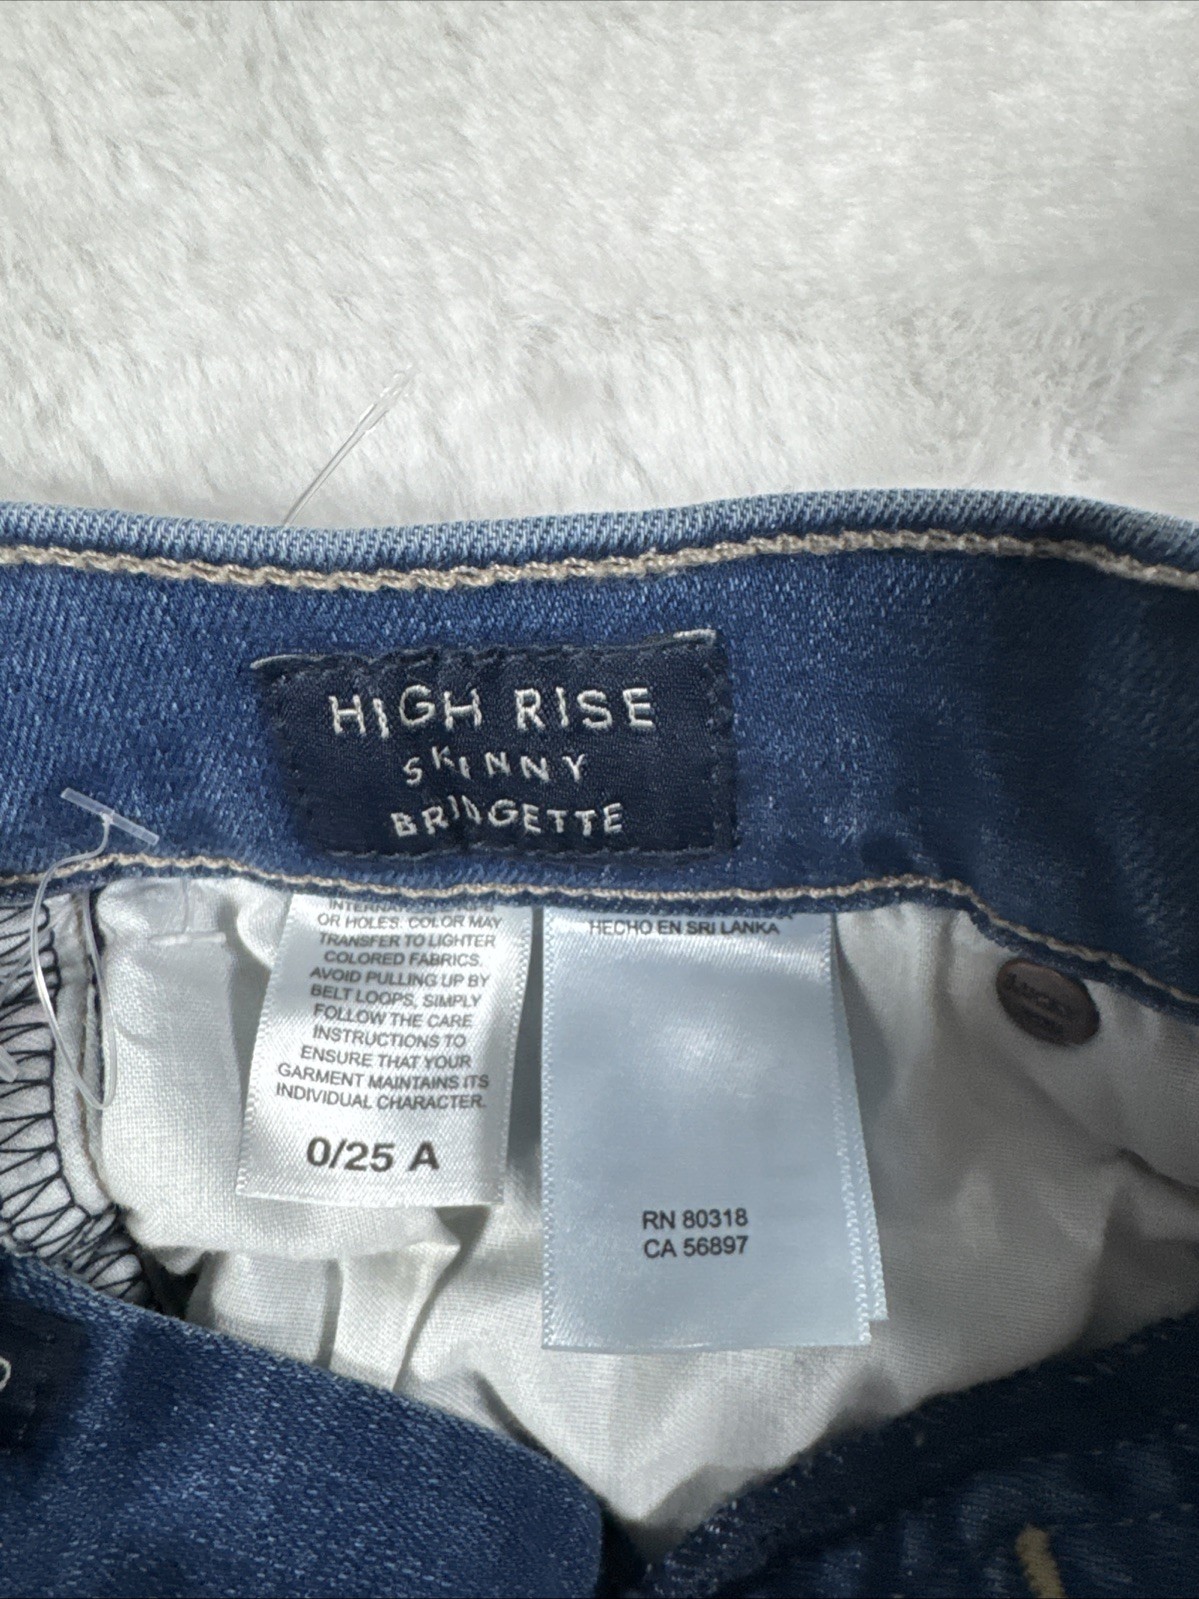 HIGH RISE
SKINNY
BRIDGETTE
OR HOLES. COLOR MAY
TRANSFER TO LIGHTER
COLORED FABRICS.
AVOID PULLING UP BY
BELT LOOPS, SIMPLY
FOLLOW THE CARE
INSTRUCTIONS TO
ENSURE THAT YOUR
GARMENT MAINTAINS ITS
INDIVIDUAL CHARACTER.
0/25 A
HECHO EN SRI LANKA
RN 80318
CA 56897
LUCKY